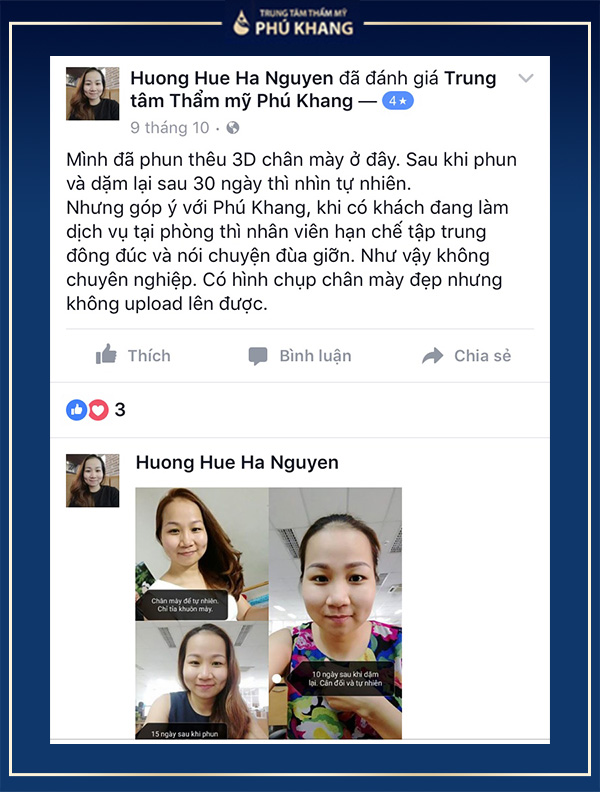 TRUNG TÂM THẨM MỸ
PHÚ KHANG
Huong Hue Ha Nguyen đã đánh giá Trung
tâm Thẩm mỹ Phú Khang — 4★
9 tháng 10 ·
Mình đã phun thêu 3D chân mày ở đây. Sau khi phun
và dặm lại sau 30 ngày thì nhìn tự nhiên.
Nhưng góp ý với Phú Khang, khi có khách đang làm
dịch vụ tại phòng thì nhân viên hạn chế tập trung
đông đúc và nói chuyện đùa giỡn. Như vậy không
chuyên nghiệp. Có hình chụp chân mày đẹp nhưng
không upload lên được.
Thích
Bình luận
Chia sẻ
3
Huong Hue Ha Nguyen
Chân mày để tự nhiên.
Chỉ tỉa khuôn mày.
10 ngày sau khi dặm
lại. Cân đối và tự nhiên
15 ngày sau khi phun